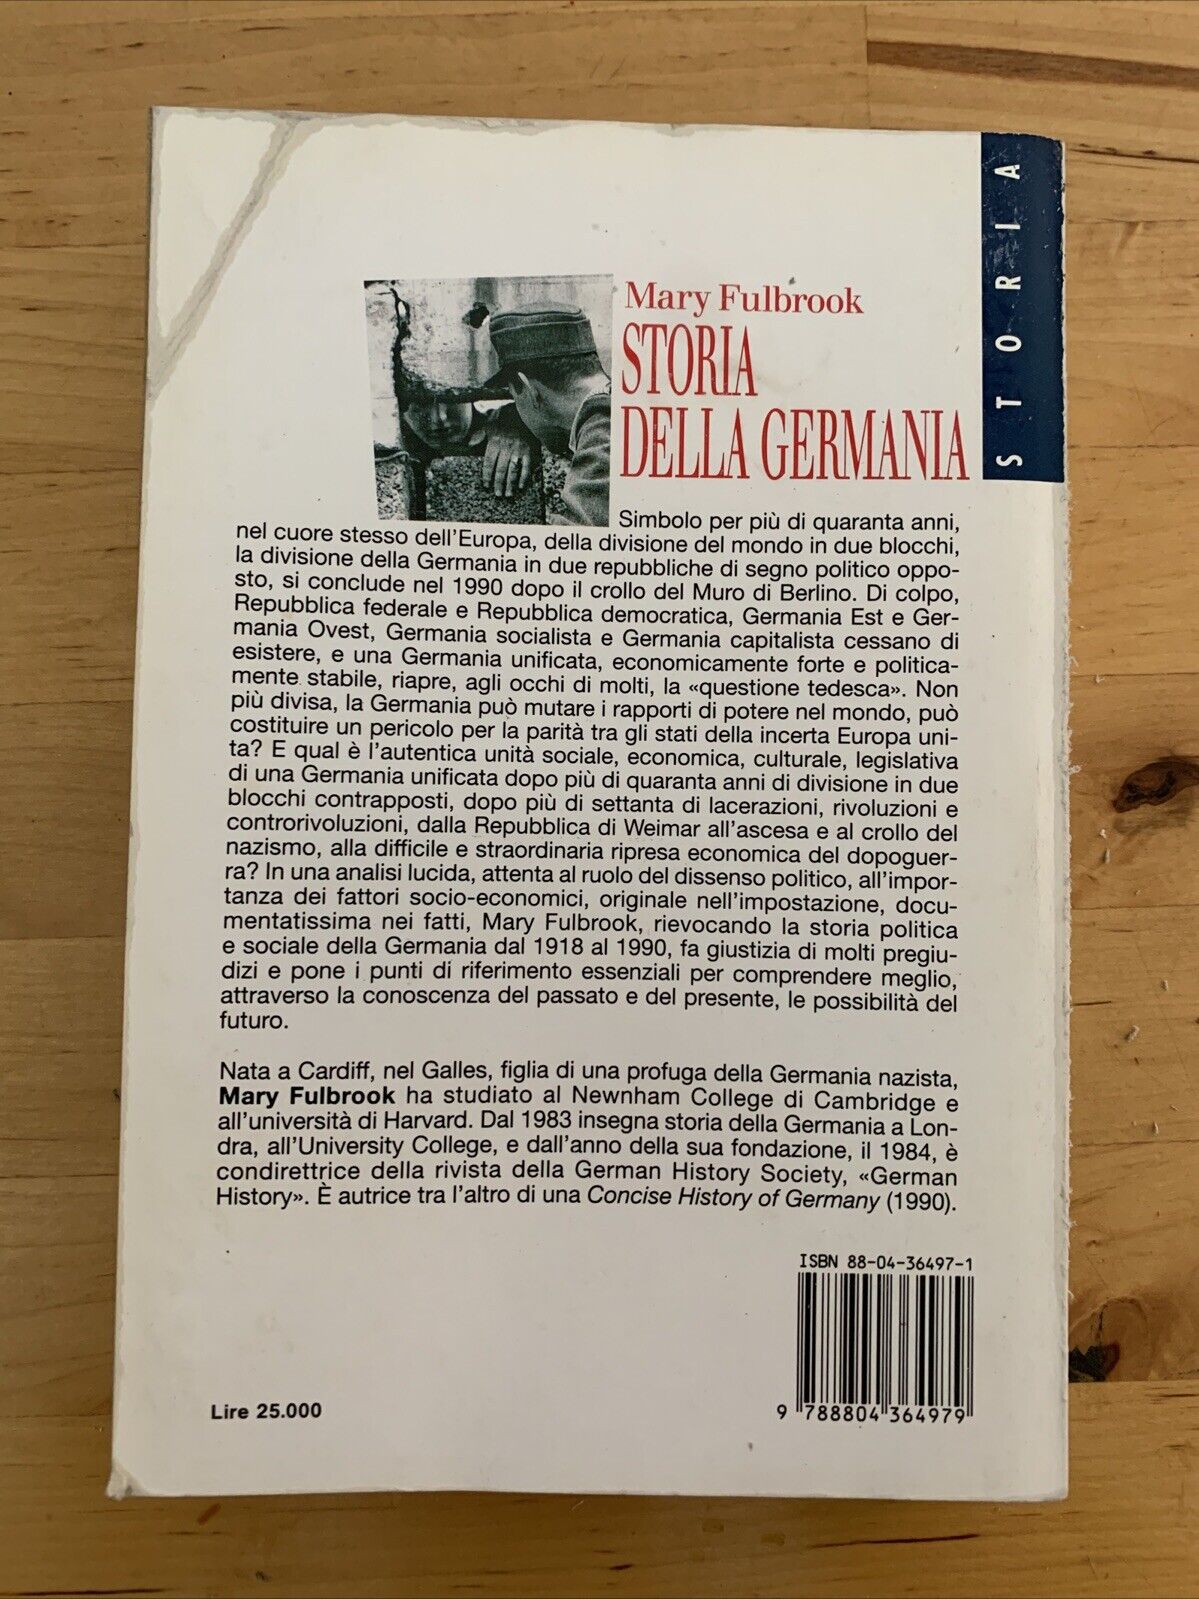 STORIA
Mary Fulbrook
STORIA
DELLA GERMANIA
Simbolo per più di quaranta anni,
nel cuore stesso dell'Europa, della divisione del mondo in due blocchi,
la divisione della Germania in due repubbliche di segno politico oppo-
sto, si conclude nel 1990 dopo il crollo del Muro di Berlino. Di colpo,
Repubblica federale e Repubblica democratica, Germania Est e Ger-
mania Ovest, Germania socialista e Germania capitalista cessano di
esistere, e una Germania unificata, economicamente forte e politica-
mente stabile, riapre, agli occhi di molti, la «questione tedesca». Non
più divisa, la Germania può mutare i rapporti di potere nel mondo, può
costituire un pericolo per la parità tra gli stati della incerta Europa uni-
ta? E qual è l'autentica unità sociale, economica, culturale, legislativa
di una Germania unificata dopo più di quaranta anni di divisione in due
blocchi contrapposti, dopo più di settanta di lacerazioni, rivoluzioni e
controrivoluzioni, dalla Repubblica di Weimar all'ascesa e al crollo del
nazismo, alla difficile e straordinaria ripresa economica del dopoguer-
ra? In una analisi lucida, attenta al ruolo del dissenso politico, all'impor-
tanza dei fattori socio-economici, originale nell'impostazione, docu-
mentatissima nei fatti, Mary Fulbrook, rievocando la storia politica
e sociale della Germania dal 1918 al 1990, fa giustizia di molti pregiu-
dizi e pone i punti di riferimento essenziali per comprendere meglio,
attraverso la conoscenza del passato e del presente, le possibilità del
futuro.
Nata a Cardiff, nel Galles, figlia di una profuga della Germania nazista,
Mary Fulbrook ha studiato al Newnham College di Cambridge e
all'università di Harvard. Dal 1983 insegna storia della Germania a Lon-
dra, all'University College, e dall'anno della sua fondazione, il 1984, è
condirettrice della rivista della German History Society, «German
History». È autrice tra l'altro di una Concise History of Germany (1990).
ISBN 88-04-36497-1
9 788804 364979
Lire 25.000